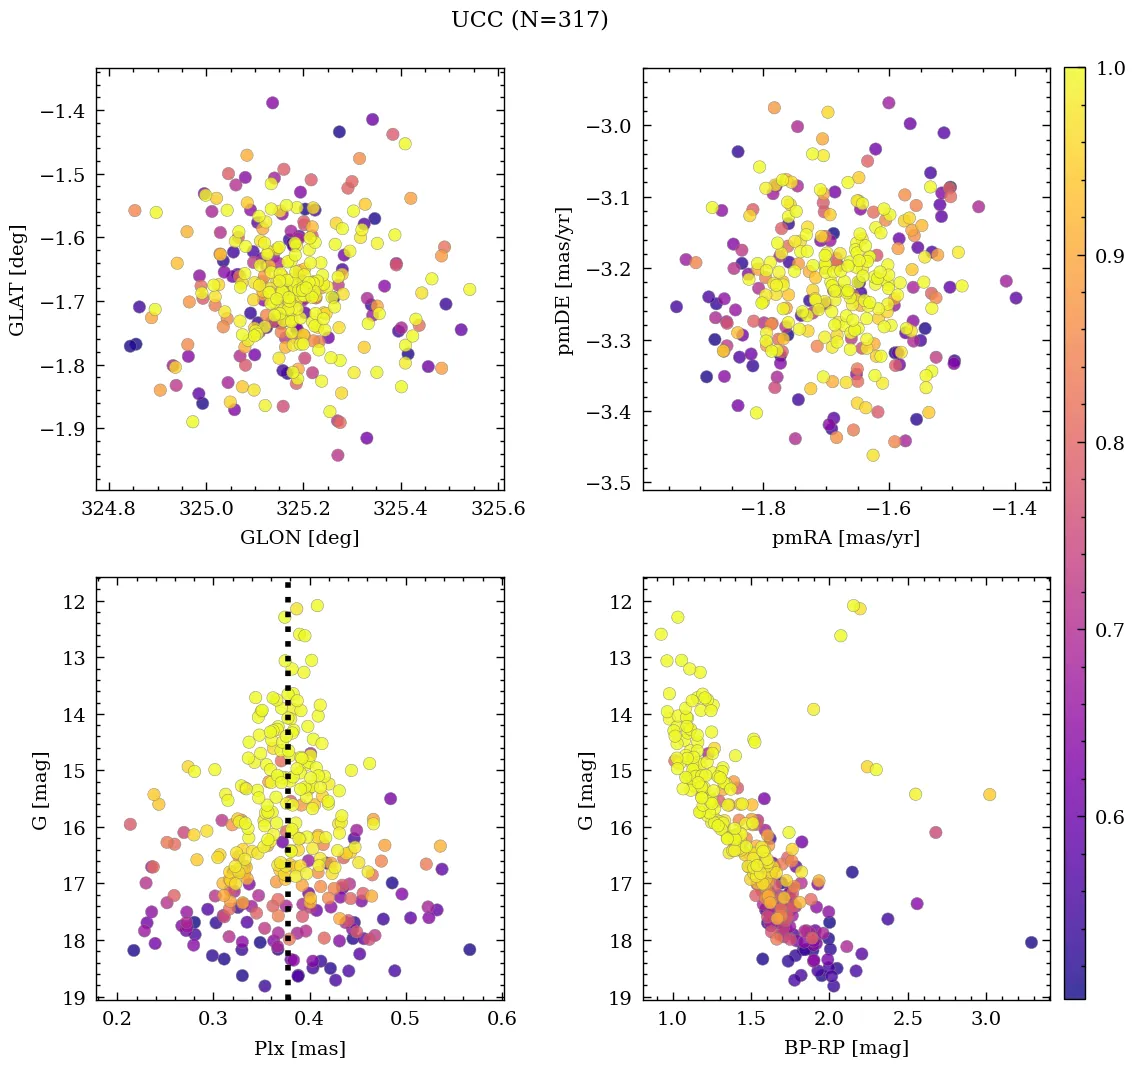 UCC (N=317)
−1.4
−1.5
−1.6
−1.7
−1.8
−1.9
GLAT [deg]
324.8 325.0 325.2 325.4 325.6
GLON [deg]
−3.0
−3.1
−3.2
−3.3
−3.4
−3.5
pmDE [mas/yr]
−1.8 −1.6 −1.4
pmRA [mas/yr]
12
13
14
15
16
17
18
19
G [mag]
0.2 0.3 0.4 0.5 0.6
Plx [mas]
12
13
14
15
16
17
18
19
G [mag]
1.0 1.5 2.0 2.5 3.0
BP-RP [mag]
1.0
0.9
0.8
0.7
0.6